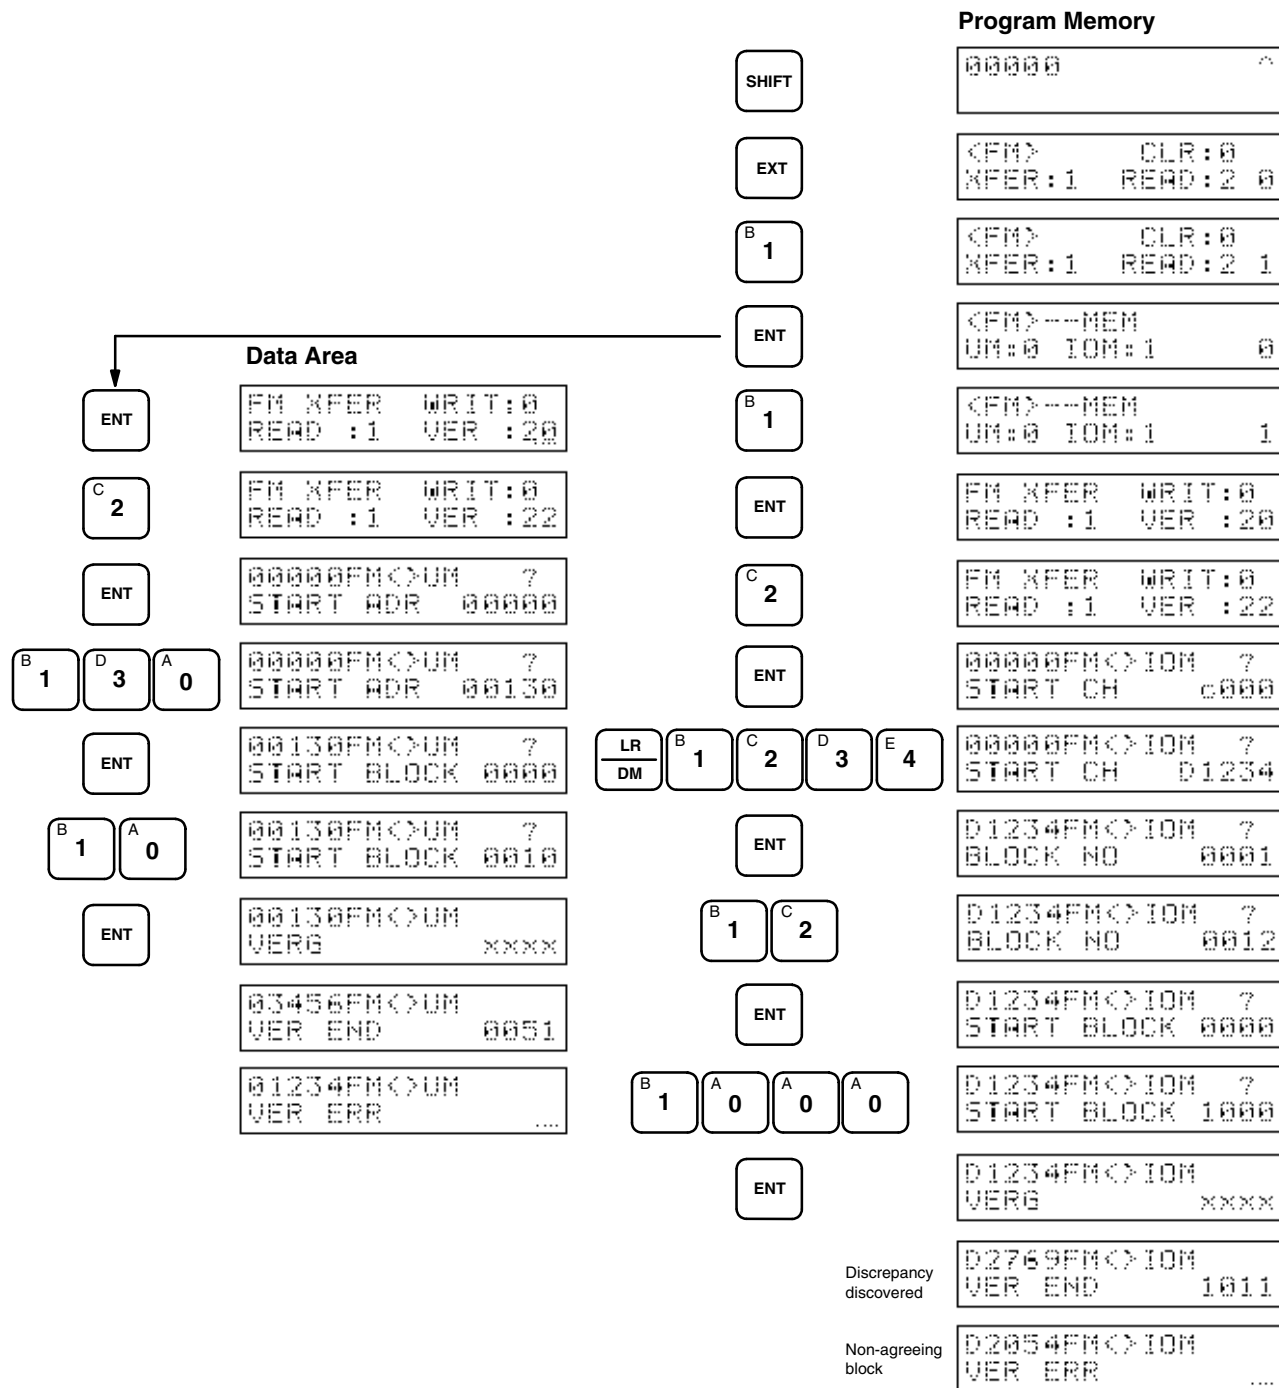 Program Memory
SHIFT
00000 ^
EXT
<FM> CLR:0
XFER:1 READ:2 0
B 1
<FM> CLR:0
XFER:1 READ:2 1
ENT
<FM>--MEM
UM:0 IOM:1 0
B 1
<FM>--MEM
UM:0 IOM:1 1
ENT
FM XFER WRIT:0
READ :1 VER :20
C 2
FM XFER WRIT:0
READ :1 VER :22
ENT
00000FM<>IOM ?
START CH c000
LR DM B 1 C 2 D 3 E 4
00000FM<>IOM ?
START CH D1234
ENT
D1234FM<>IOM ?
BLOCK NO 0001
B 1 C 2
D1234FM<>IOM ?
BLOCK NO 0012
ENT
D1234FM<>IOM ?
START BLOCK 0000
B 1 A 0 A 0 A 0
D1234FM<>IOM ?
START BLOCK 1000
ENT
D1234FM<>IOM
VERG xxxx
Discrepancy
discovered
D2769FM<>IOM
VER END 1011
Non-agreeing
block
D2054FM<>IOM
VER ERR ....
Data Area
ENT
FM XFER WRIT:0
READ :1 VER :20
C 2
FM XFER WRIT:0
READ :1 VER :22
ENT
00000FM<>UM ?
START ADR 00000
B 1 D 3 A 0
00000FM<>UM ?
START ADR 00130
ENT
00130FM<>UM ?
START BLOCK 0000
B 1 A 0
00130FM<>UM ?
START BLOCK 0010
ENT
00130FM<>UM
VERG xxxx
03456FM<>UM
VER END 0051
01234FM<>UM
VER ERR ....